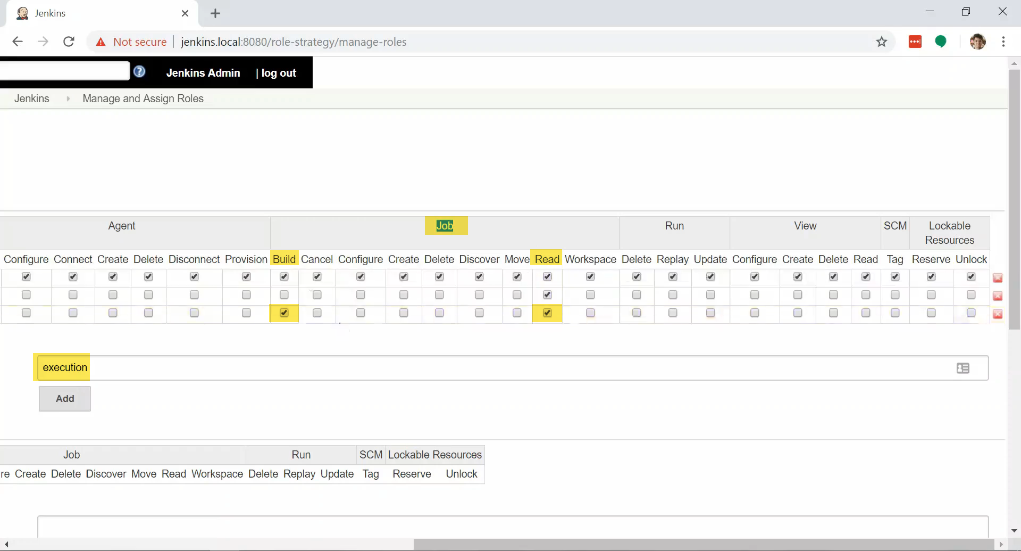 Jenkins
Not secure | jenkins.local:8080/role-strategy/manage-roles
Jenkins Admin | log out
Jenkins Manage and Assign Roles
Agent Job Run View SCM Lockable Resources
Configure Connect Create Delete Disconnect Provision Build Cancel Configure Create Delete Discover Move Read Workspace Delete Replay Update Configure Create Delete Read Tag Reserve Unlock
execution
Add
Job Run SCM Lockable Resources
re Create Delete Discover Move Read Workspace Delete Replay Update Tag Reserve Unlock